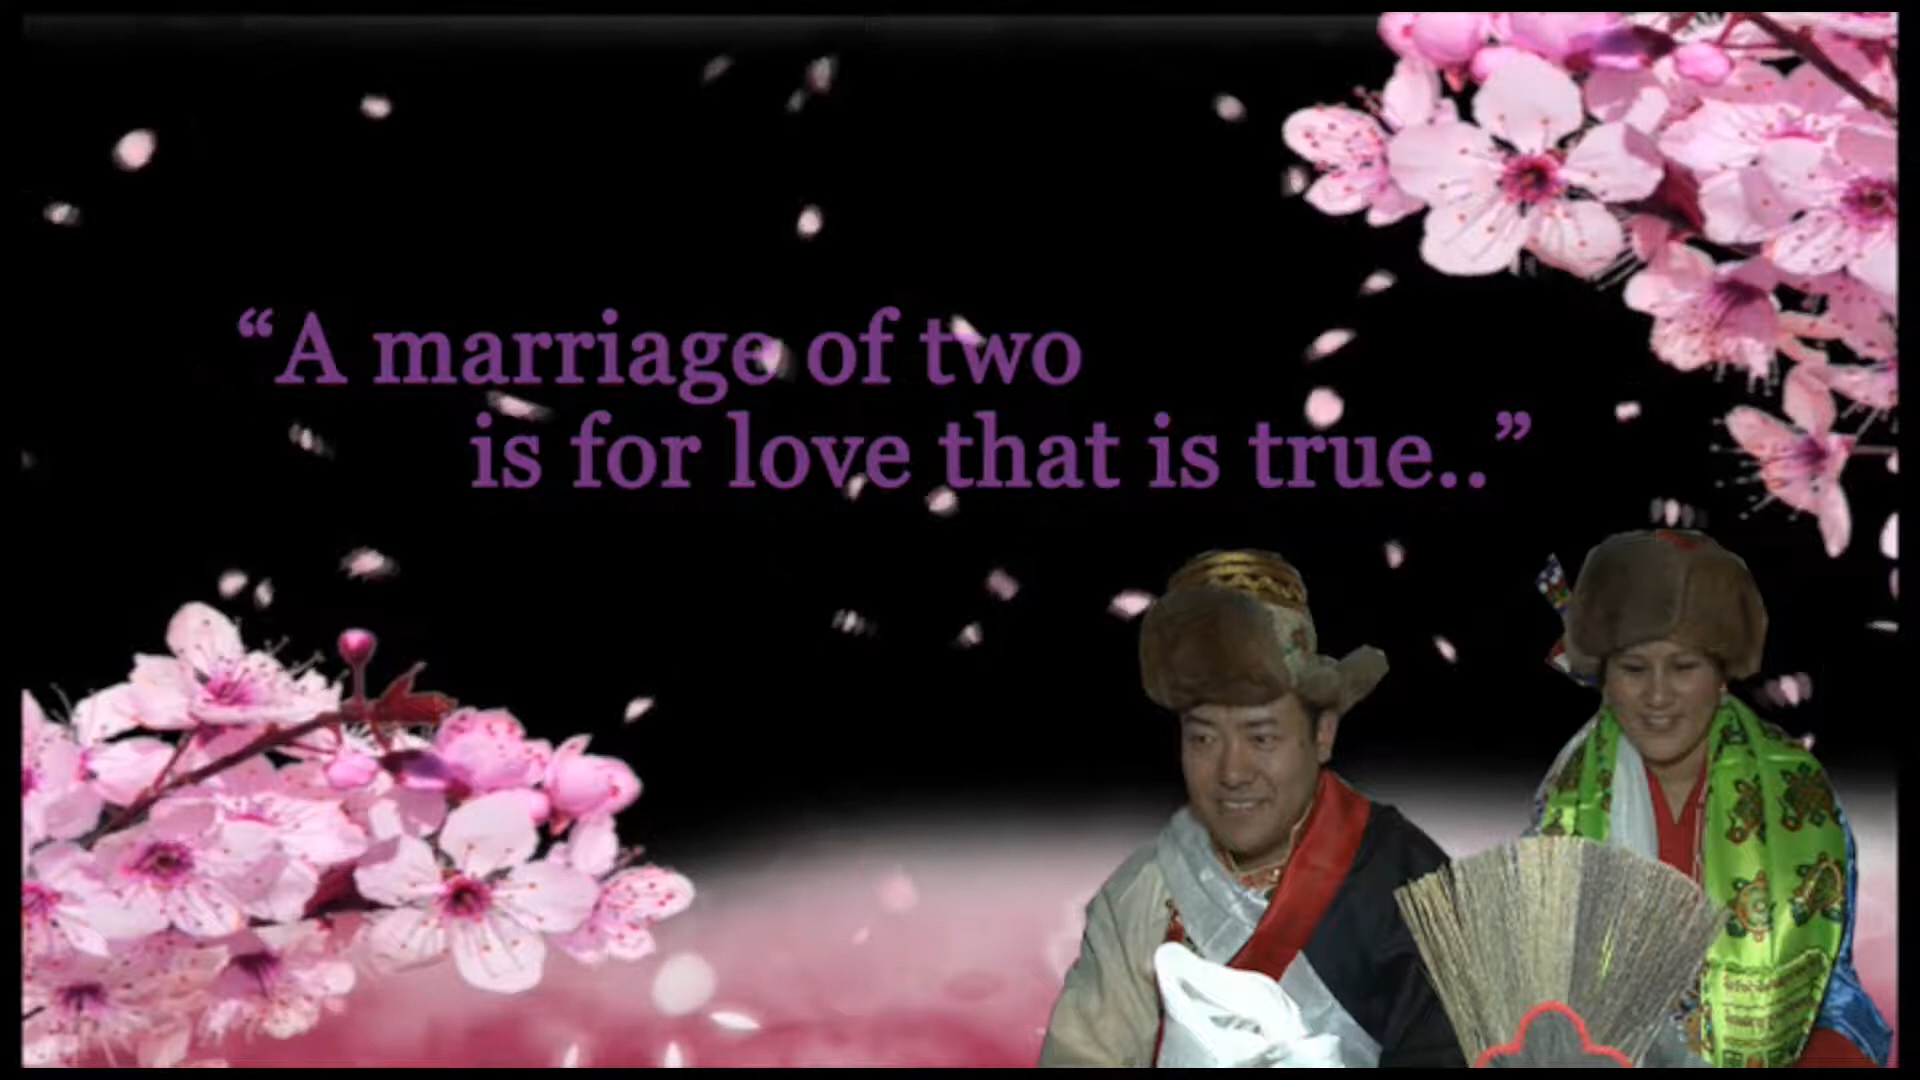 “A marriage of two
is for love that is true..”